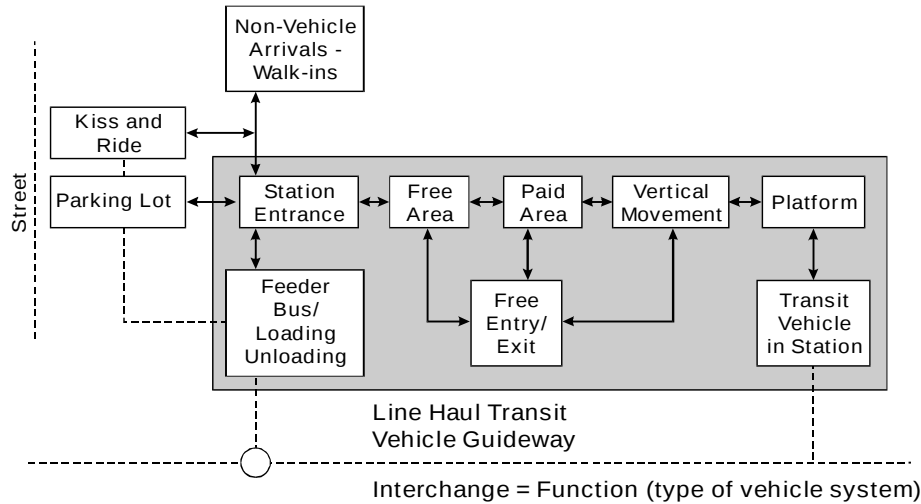 Non-Vehicle
Arrivals -
Walk-ins
Kiss and
Ride
Street
Parking Lot
Station
Entrance
Free
Area
Paid
Area
Vertical
Movement
Platform
Feeder
Bus/
Loading
Unloading
Free
Entry/
Exit
Transit
Vehicle
in Station
Line Haul Transit
Vehicle Guideway
Interchange = Function (type of vehicle system)